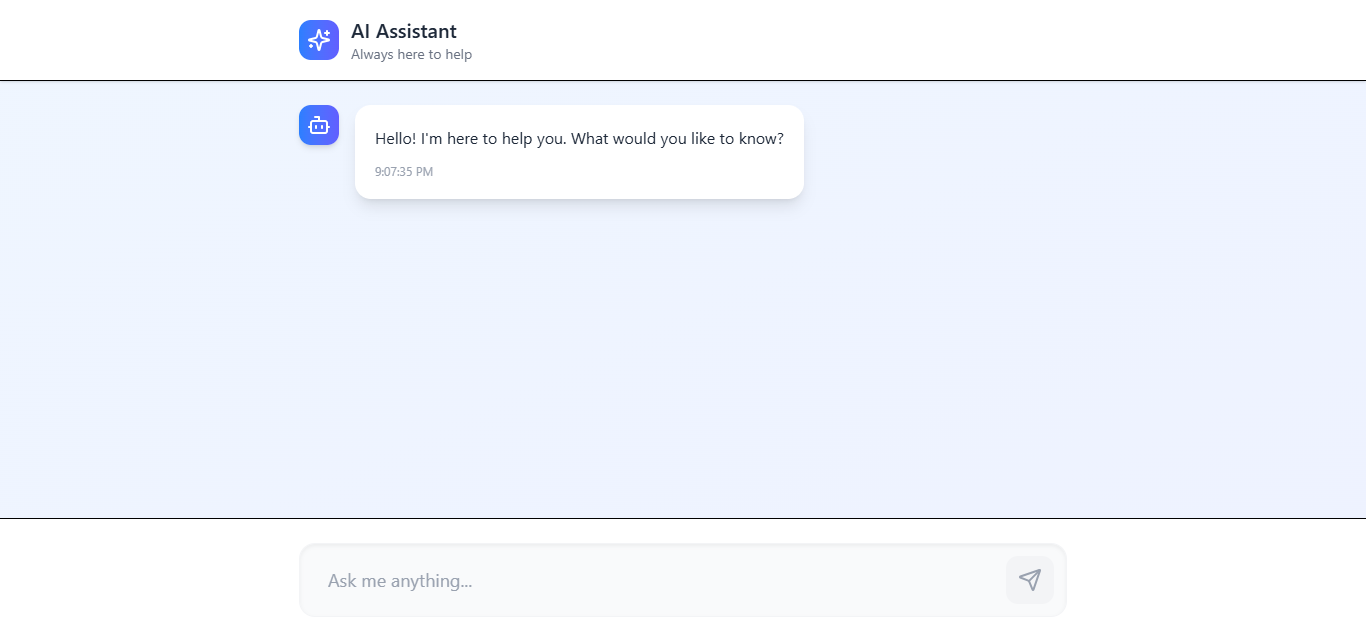 AI Assistant
Always here to help
Hello! I'm here to help you. What would you like to know?
9:07:35 PM
Ask me anything...